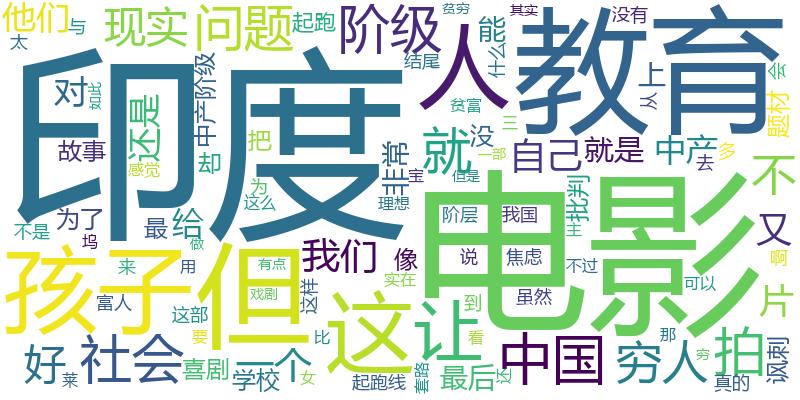 他们 与 现实 问题 起跑 贫穷 其实 没有
太 阶级 能 什么 人 教育 会
印度 对 如此 还是 中产阶级 结尾 贫富 从 上 题材
故事 感觉 却 把 非常 就 没 三 自己 就是 中产 去 多 不
为了 最 给 为 这么 理想 宝 一部 但是 电影 批判 又
不是 坞 做 我们 像 阶层 我国 主
孩子 但 来 用 有点 说 焦虑 不过 啊
富人 戏剧 这样 实在 到 虽然 可以 片
这部 这 让 看 那 拍
好 社会 要 喜剧 一个 比 中国 穷人 穷 讽刺
莱 学校 女 起跑线 套路 最后 还 真的